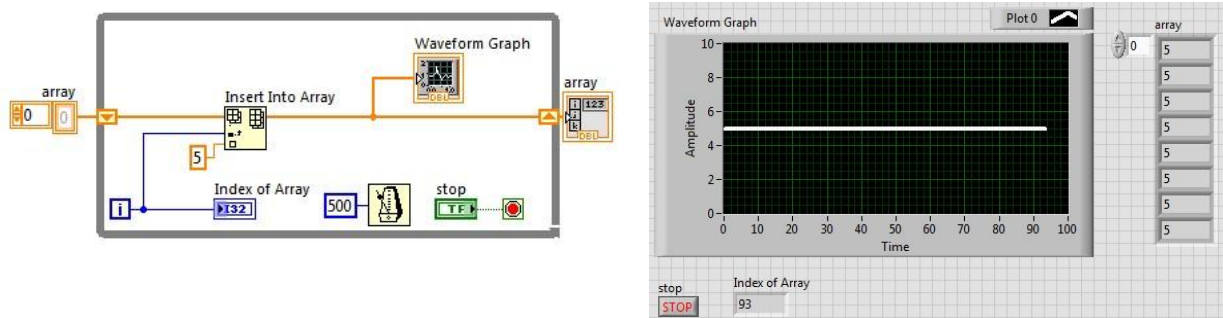 Waveform Graph
DBL
array
0
0
Insert Into Array
5
array
123
DBL
Index of Array
I32
500
stop
TF
i
Waveform Graph
Plot 0
array
0
5
5
5
5
5
5
5
5
Amplitude
10
8
6
4
2
0
0 10 20 30 40 50 60 70 80 90 100
Time
stop
STOP
Index of Array
93